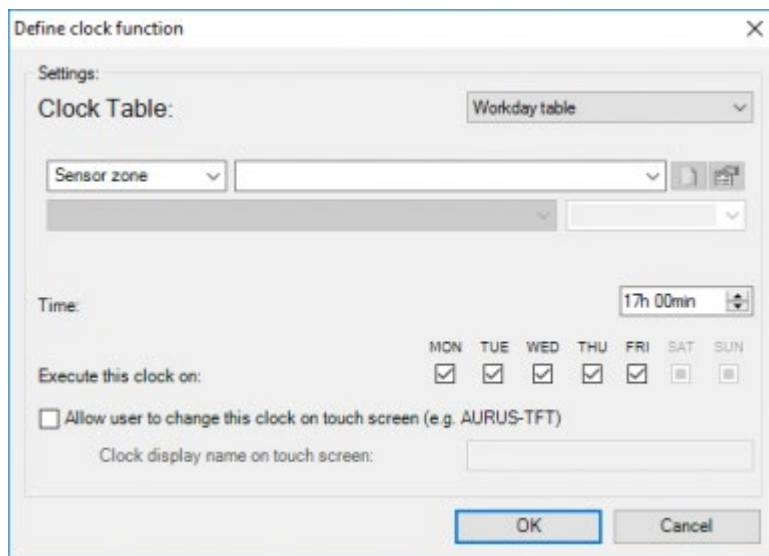 Define clock function
Settings:
Clock Table:
Workday table
Sensor zone
Time:
17h 00min
MON TUE WED THU FRI SAT SUN
Execute this clock on:
Allow user to change this clock on touch screen (e.g. AURUS-TFT)
Clock display name on touch screen:
OK Cancel